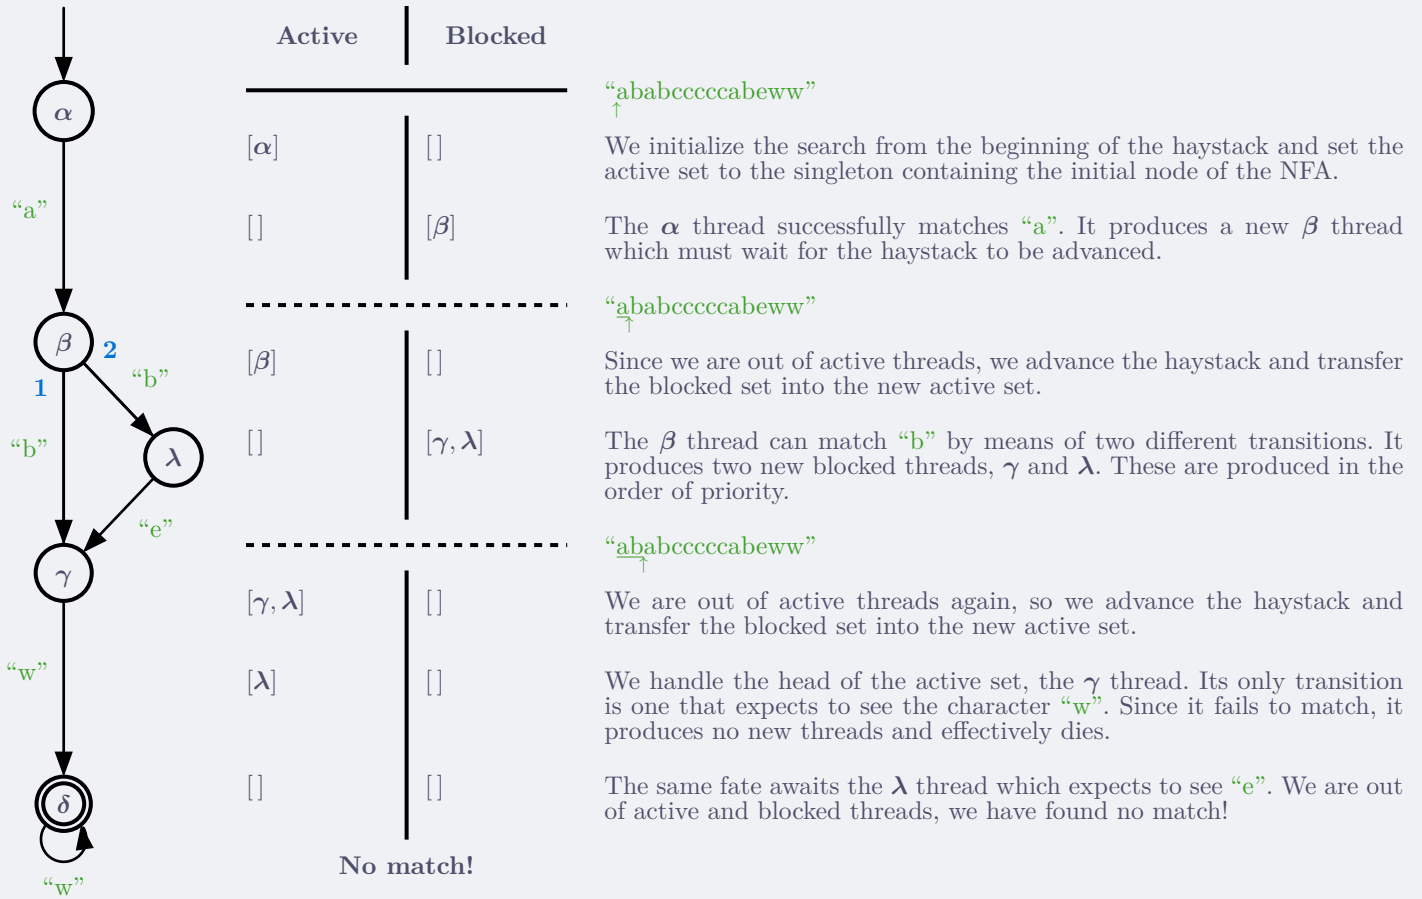 Active Blocked
α
“ababcccccabeww”
↑
[α] [ ] We initialize the search from the beginning of the haystack and set the
active set to the singleton containing the initial node of the NFA.
“a”
[ ] [β] The α thread successfully matches “a”. It produces a new β thread
which must wait for the haystack to be advanced.
“ababcccccabeww”
↑
β
2
1
“b”
[β] [ ] Since we are out of active threads, we advance the haystack and transfer
the blocked set into the new active set.
“b”
λ
[ ] [γ, λ] The β thread can match “b” by means of two different transitions. It
produces two new blocked threads, γ and λ. These are produced in the
order of priority.
“e”
“ababcccccabeww”
↑
γ
[γ, λ] [ ] We are out of active threads again, so we advance the haystack and
transfer the blocked set into the new active set.
“w”
[λ] [ ] We handle the head of the active set, the γ thread. Its only transition
is one that expects to see the character “w”. Since it fails to match, it
produces no new threads and effectively dies.
δ
[ ] [ ] The same fate awaits the λ thread which expects to see “e”. We are out
of active and blocked threads, we have found no match!
No match!
“w”